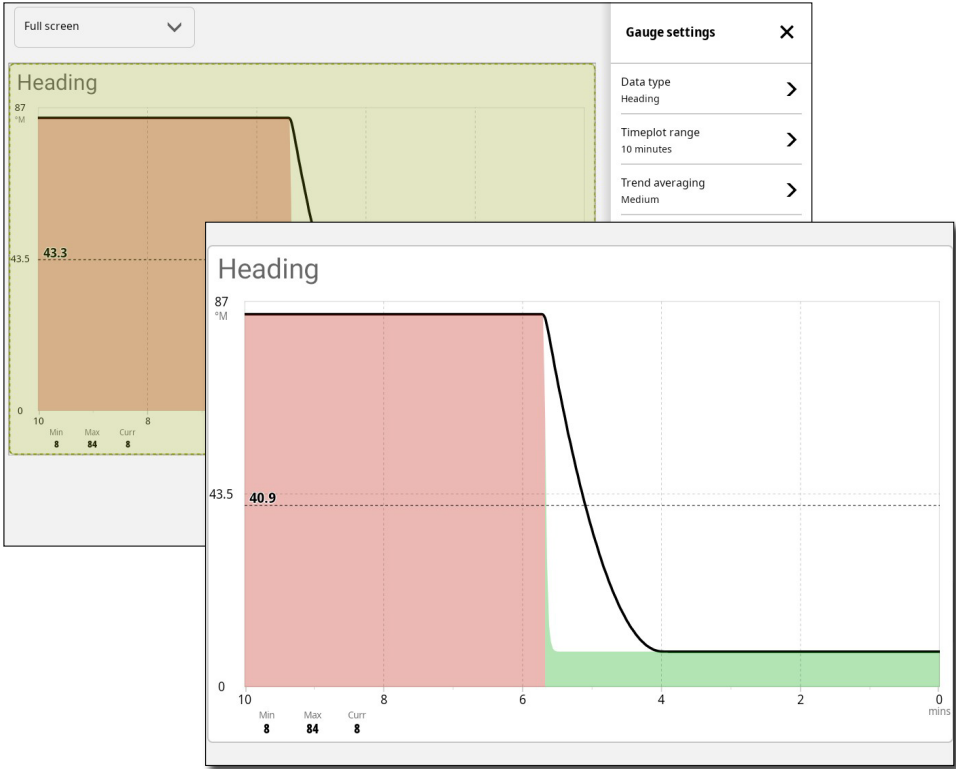 Full screen
Gauge settings
Data type
Heading
Timeplot range
10 minutes
Trend averaging
Medium
Heading
87
°M
43.5
43.3
0
10 8
Min Max Curr
8 84 8
Heading
87
°M
43.5
40.9
0
10 8 6 4 2 0
mins
Min Max Curr
8 84 8